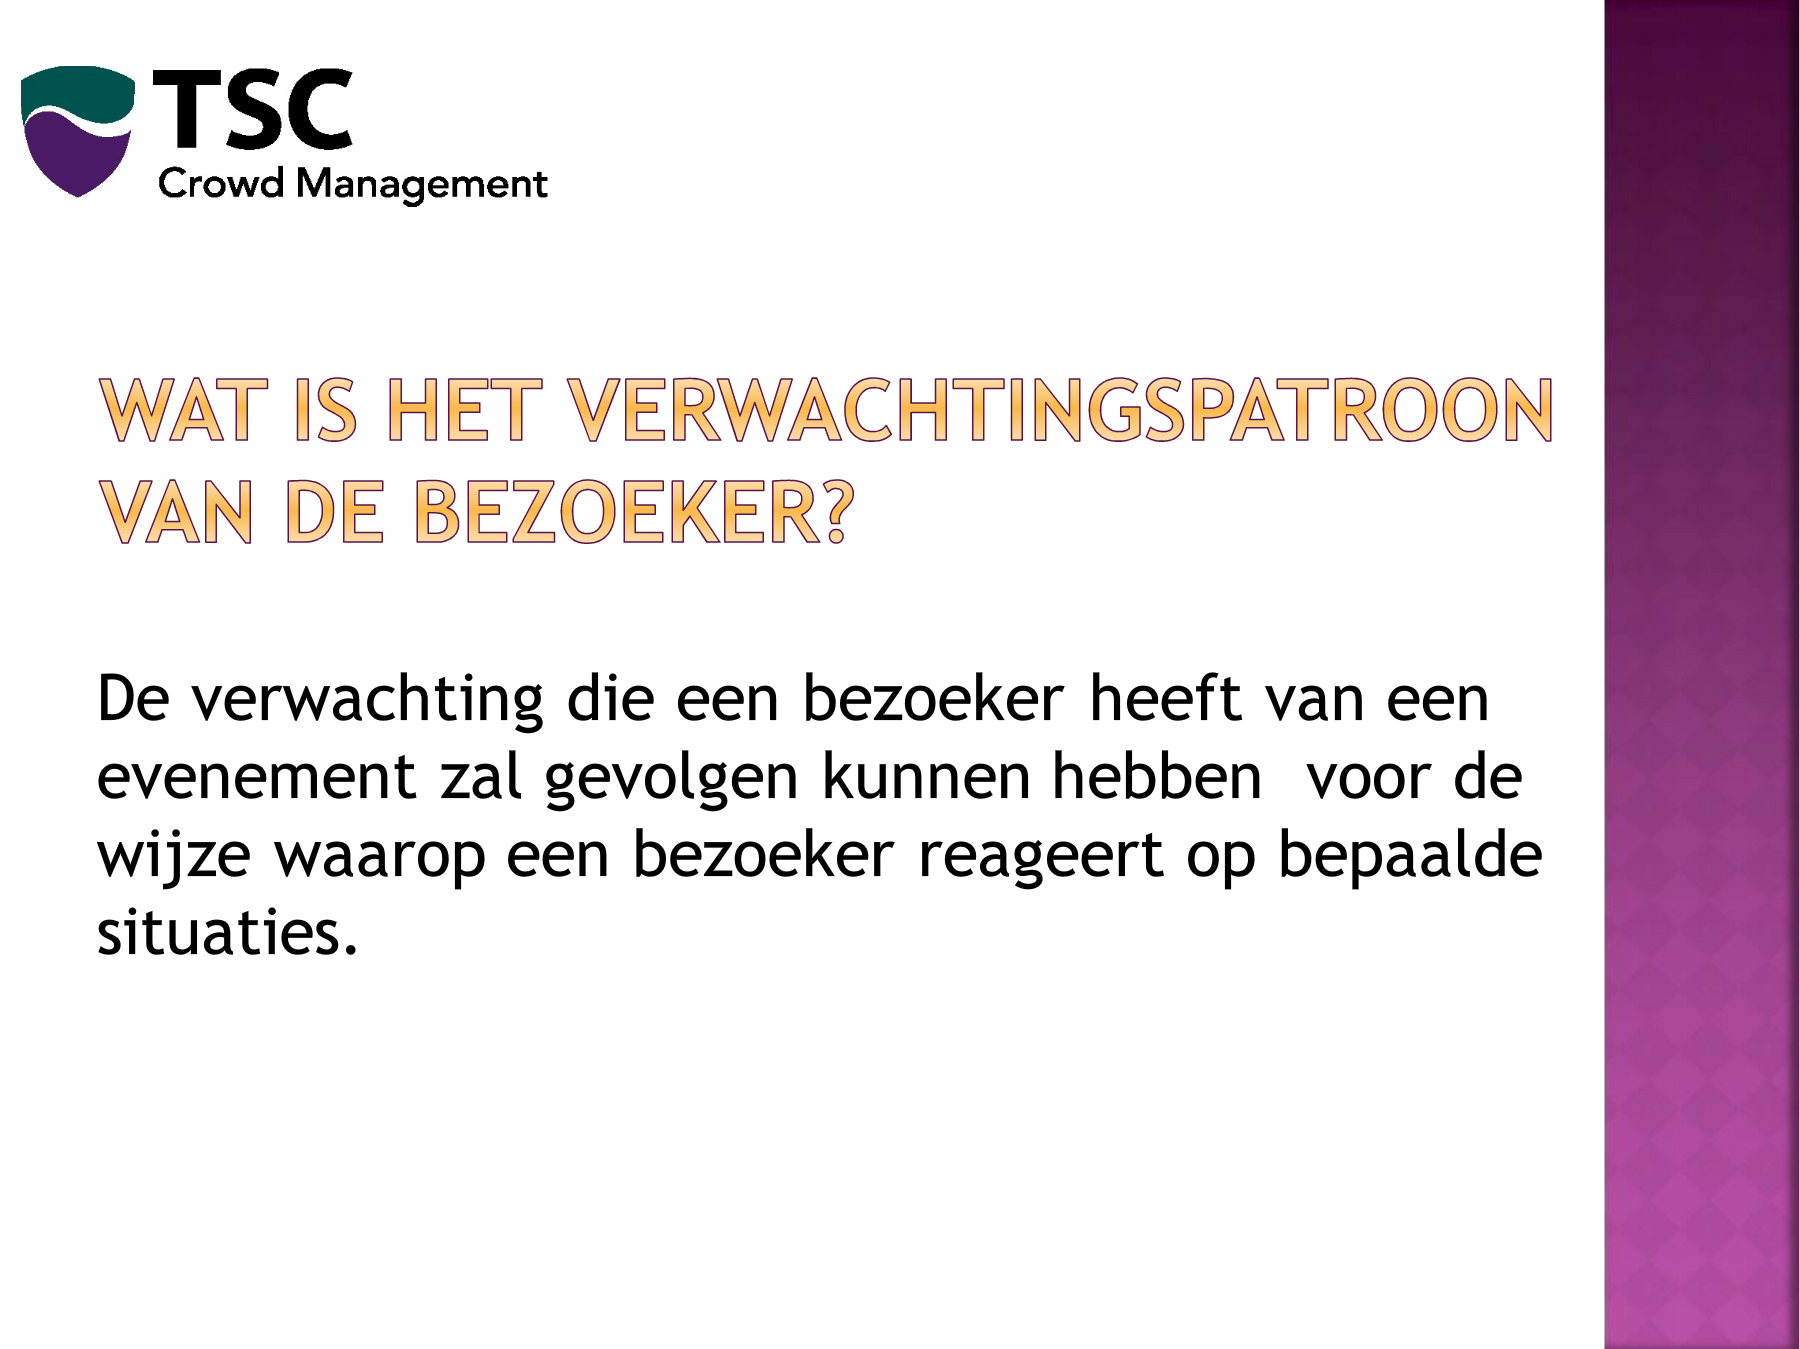 TSC
Crowd Management
WAT IS HET VERWACHTINGSPATROON
VAN DE BEZOEKER?
De verwachting die een bezoeker heeft van een
evenement zal gevolgen kunnen hebben  voor de
wijze waarop een bezoeker reageert op bepaalde
situaties.